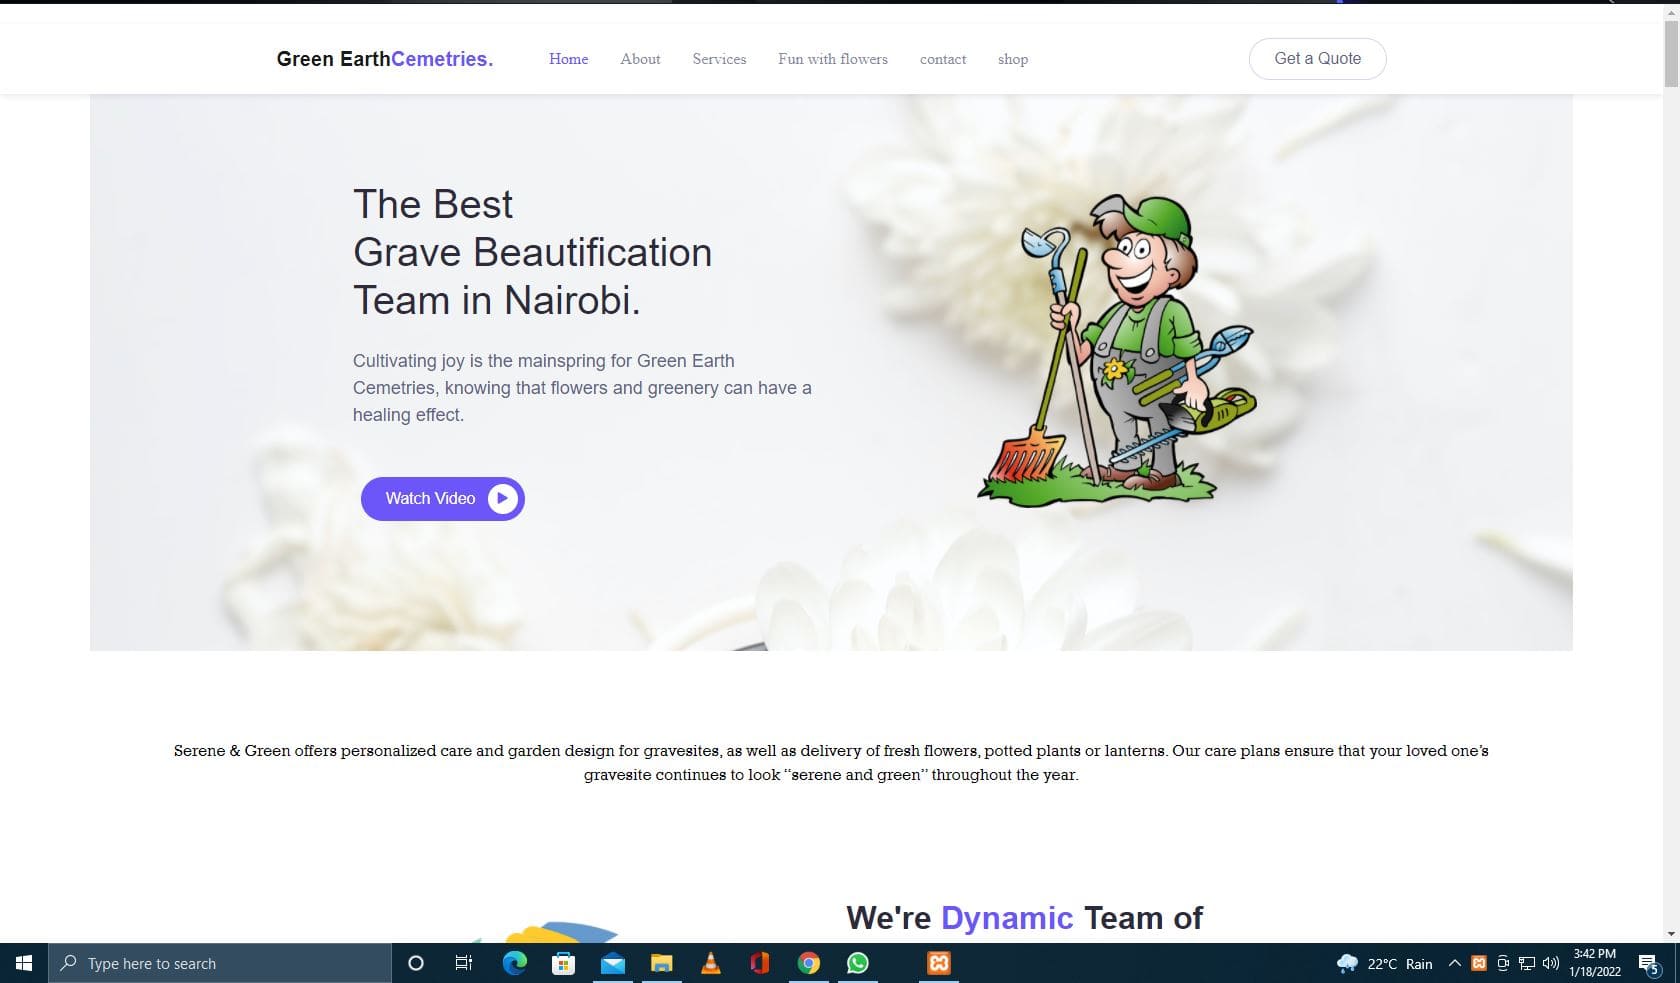 Green EarthCemetries.
Home About Services Fun with flowers contact shop
Get a Quote
The Best
Grave Beautification
Team in Nairobi.
Cultivating joy is the mainspring for Green Earth
Cemetries, knowing that flowers and greenery can have a
healing effect.
Watch Video
Serene & Green offers personalized care and garden design for gravesites, as well as delivery of fresh flowers, potted plants or lanterns. Our care plans ensure that your loved one's
gravesite continues to look “serene and green” throughout the year.
We're Dynamic Team of
Type here to search
22°C Rain
3:42 PM
1/18/2022
5